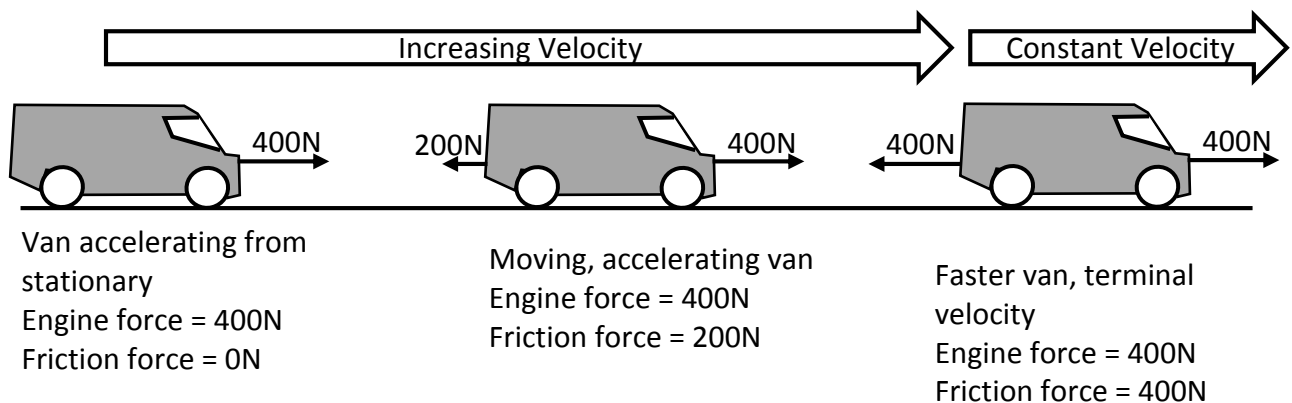 Increasing Velocity
Constant Velocity
400N
200N
400N
400N
400N
Van accelerating from
stationary
Engine force = 400N
Friction force = 0N
Moving, accelerating van
Engine force = 400N
Friction force = 200N
Faster van, terminal
velocity
Engine force = 400N
Friction force = 400N